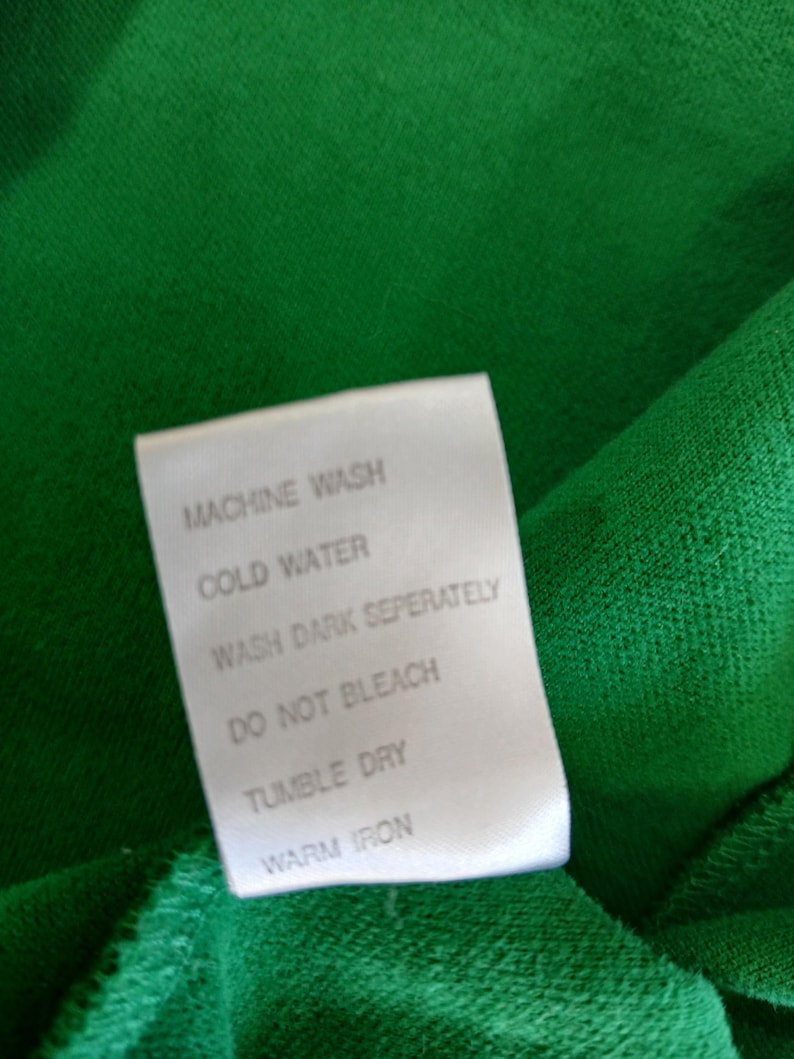 MACHINE WASH
COLD WATER
WASH DARK SEPERATELY
DO NOT BLEACH
TUMBLE DRY
WARM IRON